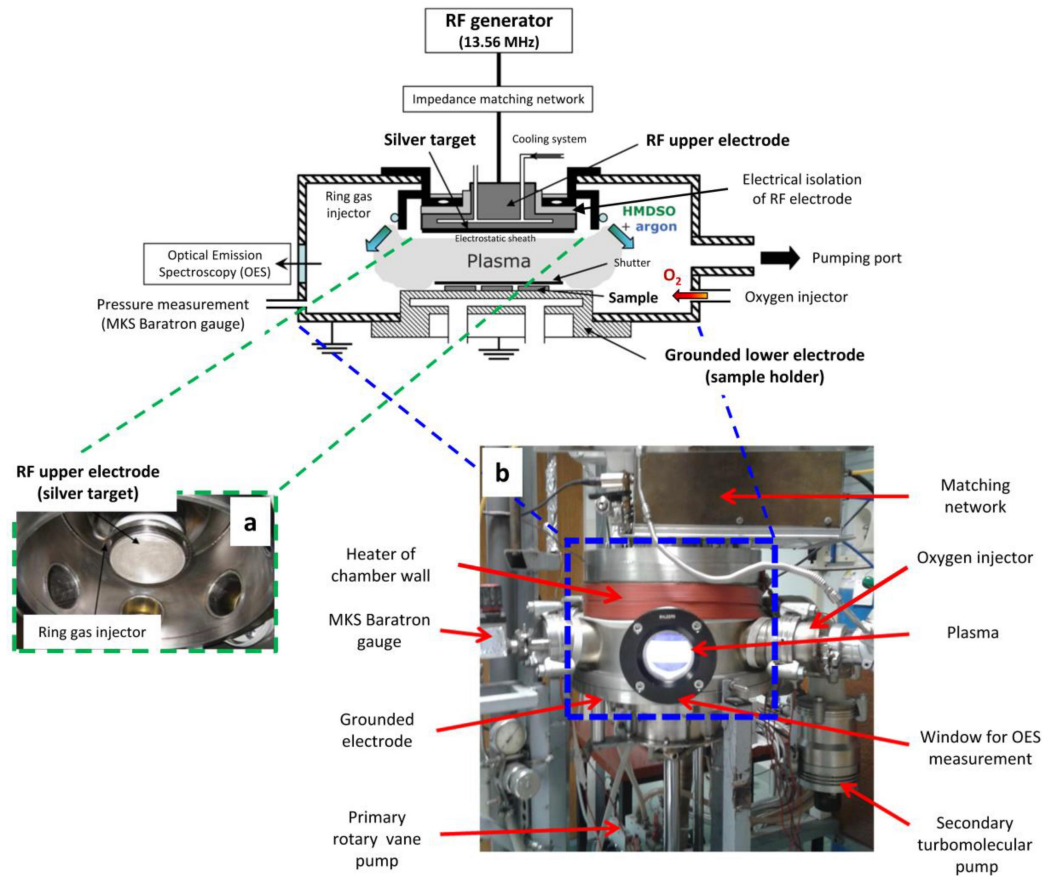 RF generator
(13.56 MHz)
Impedance matching network
Silver target
Cooling system
RF upper electrode
Ring gas
injector
Electrical isolation
of RF electrode
HMDSO
+ argon
Electrostatic sheath
Optical Emission
Spectroscopy (OES)
Plasma
Shutter
Pumping port
O2
Sample
Oxygen injector
Pressure measurement
(MKS Baratron gauge)
Grounded lower electrode
(sample holder)
RF upper electrode
(silver target)
a
Ring gas injector
b
Matching
network
Heater of
chamber wall
Oxygen injector
MKS Baratron
gauge
Plasma
Grounded
electrode
Window for OES
measurement
Primary
rotary vane
pump
Secondary
turbomolecular
pump